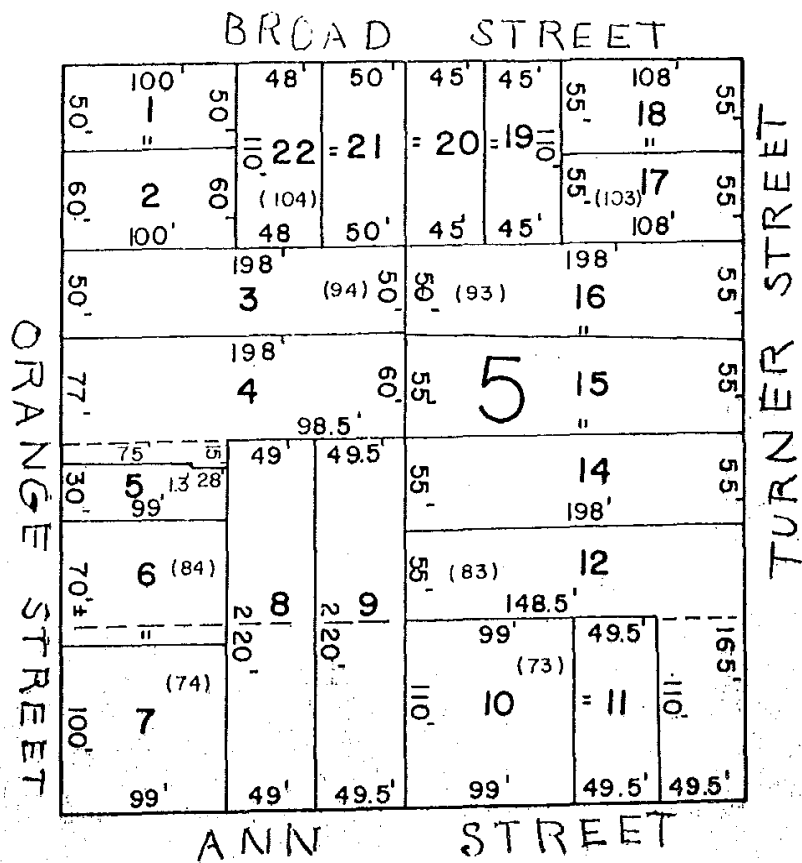 BROAD STREET
100' 48' 50' 45' 45' 108'
50' 1 50' 110' 22 = 21 = 20 = 19 110' 55' 18 55'
= =
60' 2 60' (104) 55' (103) 17 55'
100' 48 50' 45' 45' 108'
198' 198'
50' 3 (94) 50' 50' (93) 16 55'
=
198'
77' 4 60' 55' 5 15 55'
98.5' =
75' 15' 49' 49.5'
30' 5 13' 28' 55' 14 55'
99' 198'
70'± 6 (84) 55' (83) 12
= 148.5'
220' 8 220' 9 99' 49.5' 165'
(74) (73)
100' 7 110' 10 = 11 110'
99' 49' 49.5' 99' 49.5' 49.5'
ANN STREET
ORANGE STREET
TURNER STREET